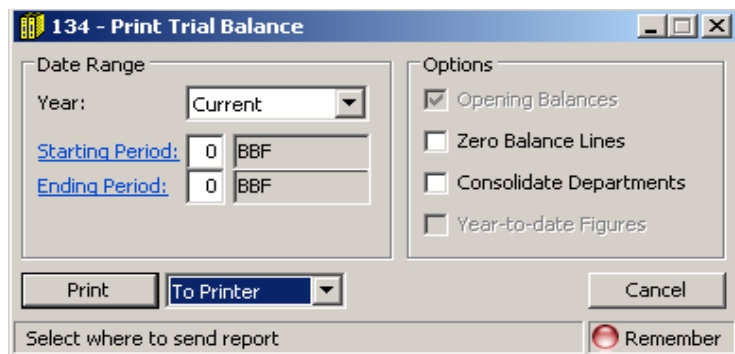 134 - Print Trial Balance
Date Range
Year: Current
Starting Period: 0 BBF
Ending Period: 0 BBF
Options
Opening Balances
Zero Balance Lines
Consolidate Departments
Year-to-date Figures
Print To Printer Cancel
Select where to send report Remember